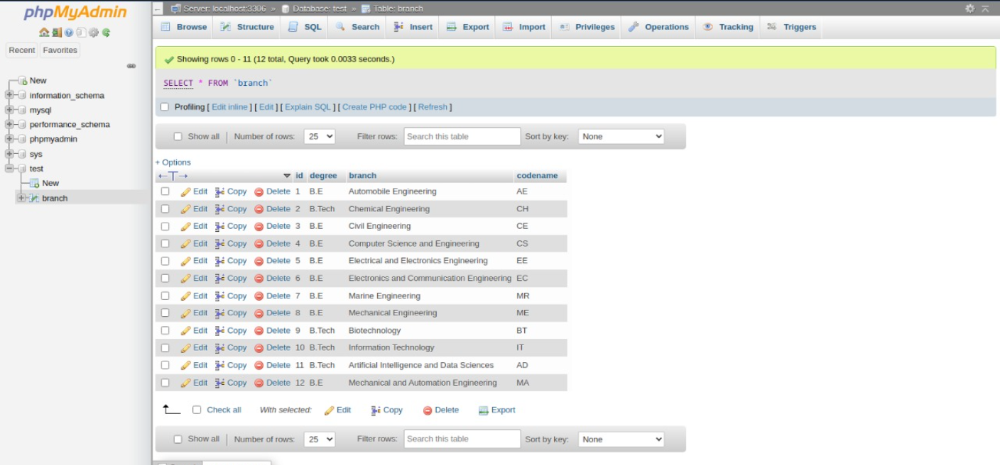 phpMyAdmin
Recent Favorites
New
information_schema
mysql
performance_schema
phpmyadmin
sys
test
New
branch
Server: localhost:3306 » Database: test » Table: branch
Browse Structure SQL Search Insert Export Import Privileges Operations Tracking Triggers
Showing rows 0 - 11 (12 total, Query took 0.0033 seconds.)
SELECT * FROM `branch`
Profiling [ Edit inline ] [ Edit ] [ Explain SQL ] [ Create PHP code ] [ Refresh ]
Show all | Number of rows: 25 Filter rows: Search this table Sort by key: None
+ Options
←T→ id degree branch codename
Edit Copy Delete 1 B.E Automobile Engineering AE
Edit Copy Delete 2 B.Tech Chemical Engineering CH
Edit Copy Delete 3 B.E Civil Engineering CE
Edit Copy Delete 4 B.E Computer Science and Engineering CS
Edit Copy Delete 5 B.E Electrical and Electronics Engineering EE
Edit Copy Delete 6 B.E Electronics and Communication Engineering EC
Edit Copy Delete 7 B.E Marine Engineering MR
Edit Copy Delete 8 B.E Mechanical Engineering ME
Edit Copy Delete 9 B.Tech Biotechnology BT
Edit Copy Delete 10 B.Tech Information Technology IT
Edit Copy Delete 11 B.Tech Artificial Intelligence and Data Sciences AD
Edit Copy Delete 12 B.E Mechanical and Automation Engineering MA
Check all With selected: Edit Copy Delete Export
Show all | Number of rows: 25 Filter rows: Search this table Sort by key: None